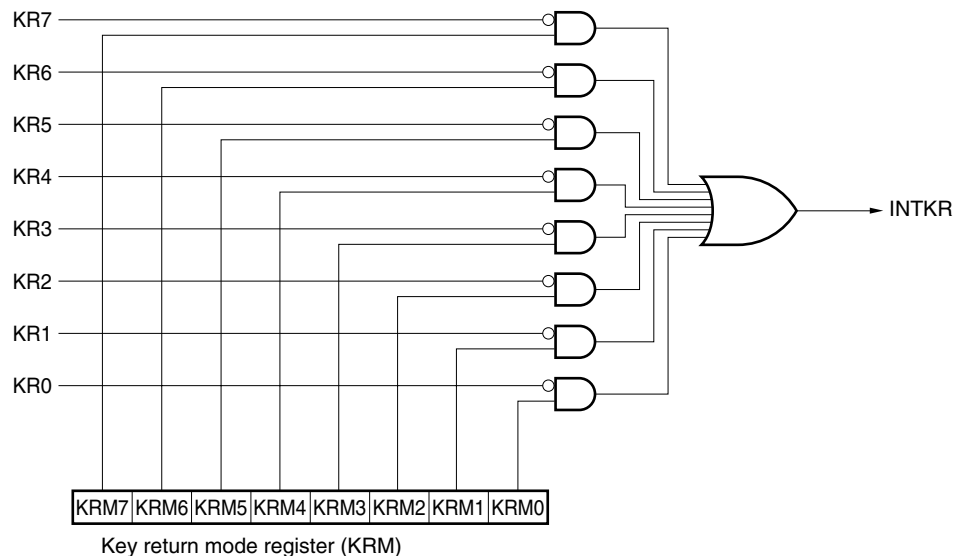 KR7
KR6
KR5
KR4
KR3
INTKR
KR2
KR1
KR0
KRM7 KRM6 KRM5 KRM4 KRM3 KRM2 KRM1 KRM0
Key return mode register (KRM)